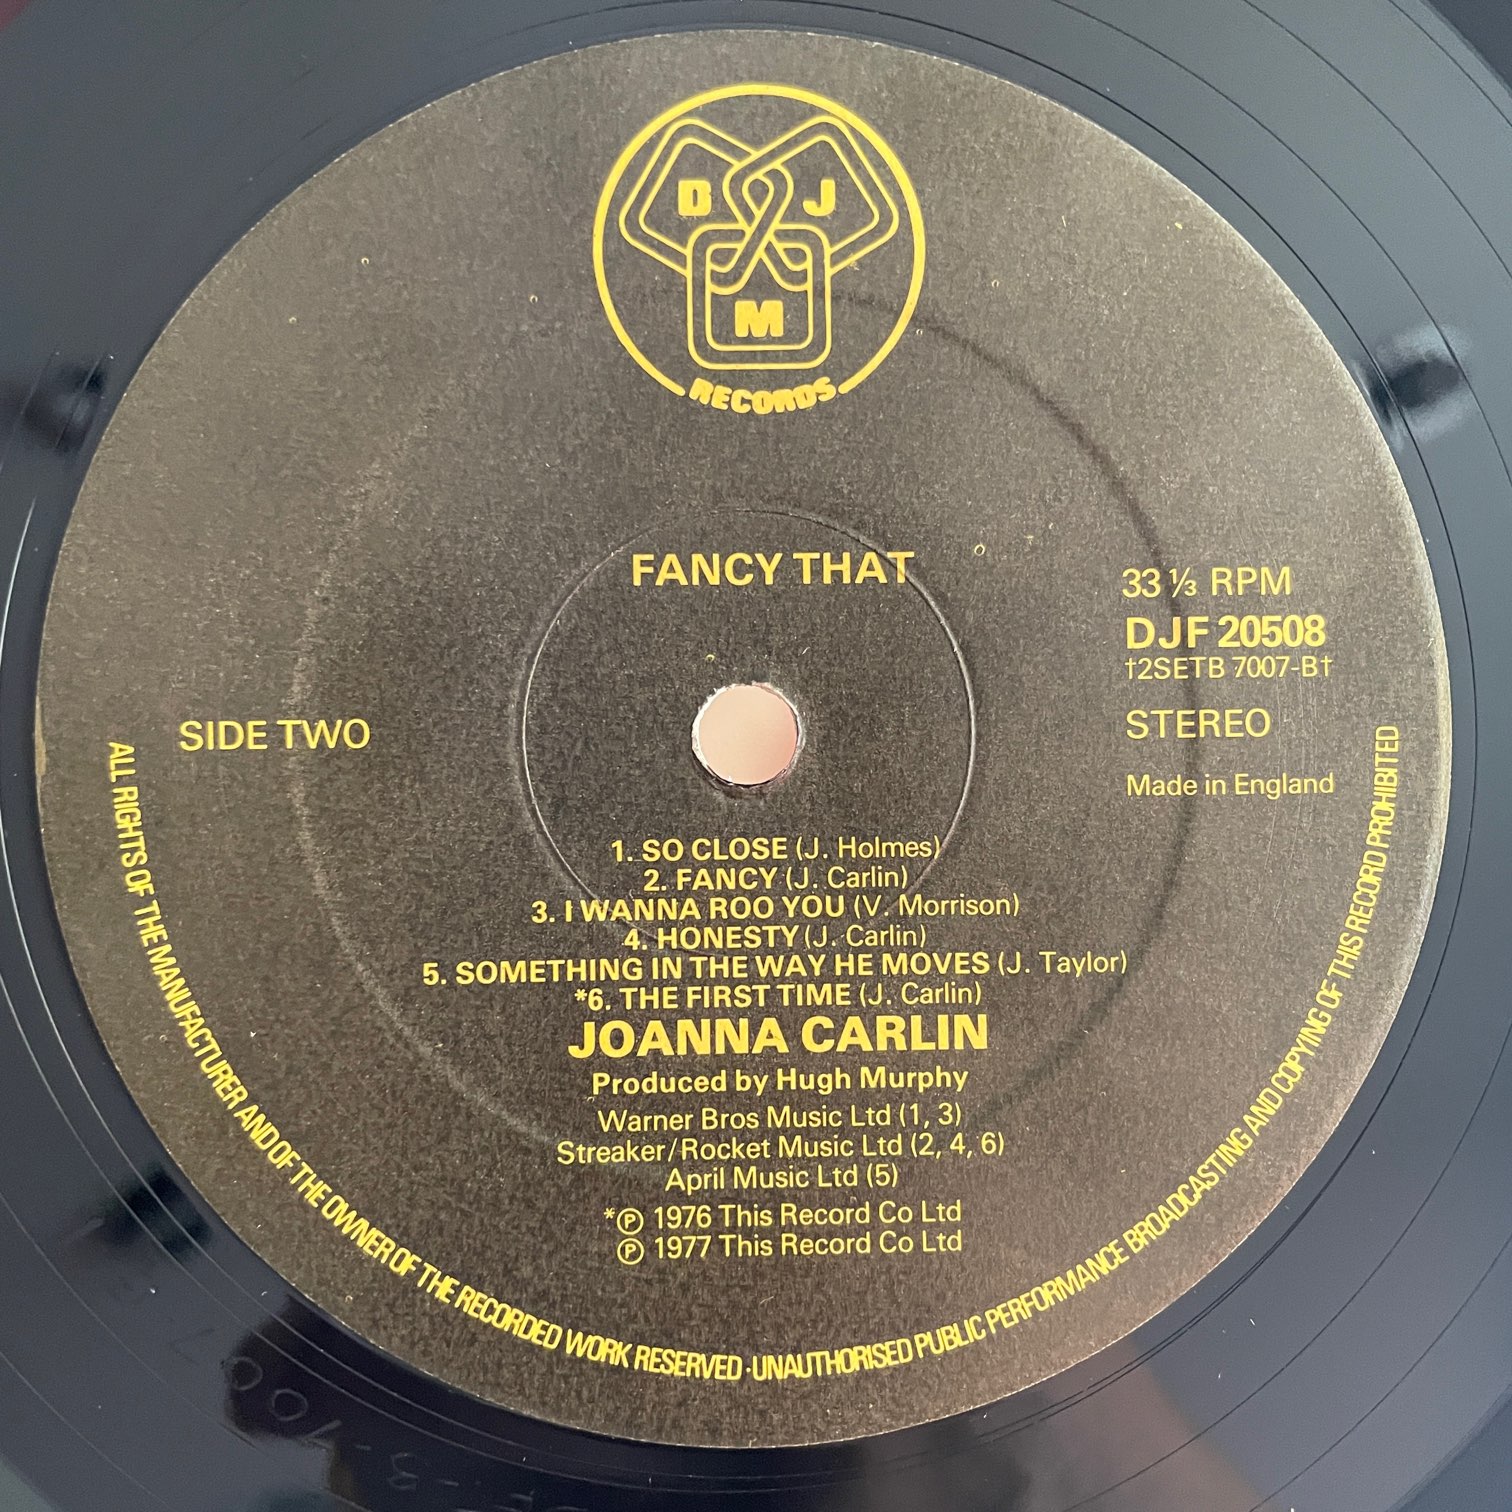 D J
M
RECORDS
FANCY THAT
33 ⅓ RPM
DJF 20508
†2SETB 7007-B†
STEREO
Made in England
SIDE TWO
1. SO CLOSE (J. Holmes)
2. FANCY (J. Carlin)
3. I WANNA ROO YOU (V. Morrison)
4. HONESTY (J. Carlin)
5. SOMETHING IN THE WAY HE MOVES (J. Taylor)
*6. THE FIRST TIME (J. Carlin)
JOANNA CARLIN
Produced by Hugh Murphy
Warner Bros Music Ltd (1, 3)
Streaker/Rocket Music Ltd (2, 4, 6)
April Music Ltd (5)
*℗ 1976 This Record Co Ltd
℗ 1977 This Record Co Ltd
ALL RIGHTS OF THE MANUFACTURER AND OF THE OWNER OF THE RECORDED WORK RESERVED · UNAUTHORISED PUBLIC PERFORMANCE BROADCASTING AND COPYING OF THIS RECORD PROHIBITED